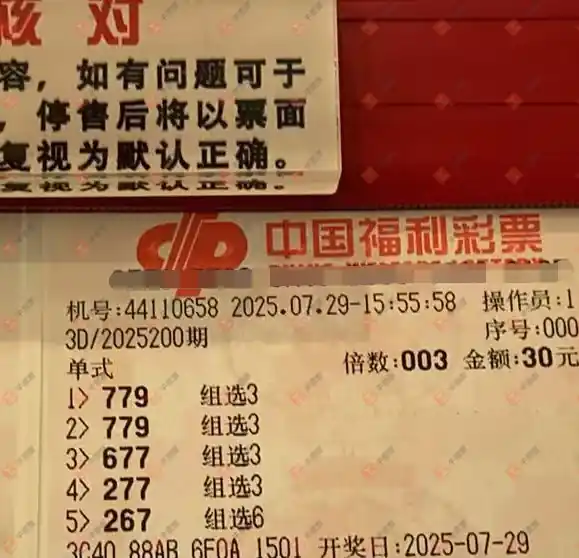 核对
容，如有问题可于
，停售后将以票面
复视为默认正确。
中国福利彩票
机号:44110658 2025.07.29-15:55:58 操作员:1
3D/2025200期 序号:000
单式 倍数:003 金额:30元
1> 779 组选3
2> 779 组选3
3> 677 组选3
4> 277 组选3
5> 267 组选6
3C40 88AB 6E0A 1501 开奖日:2025-07-29